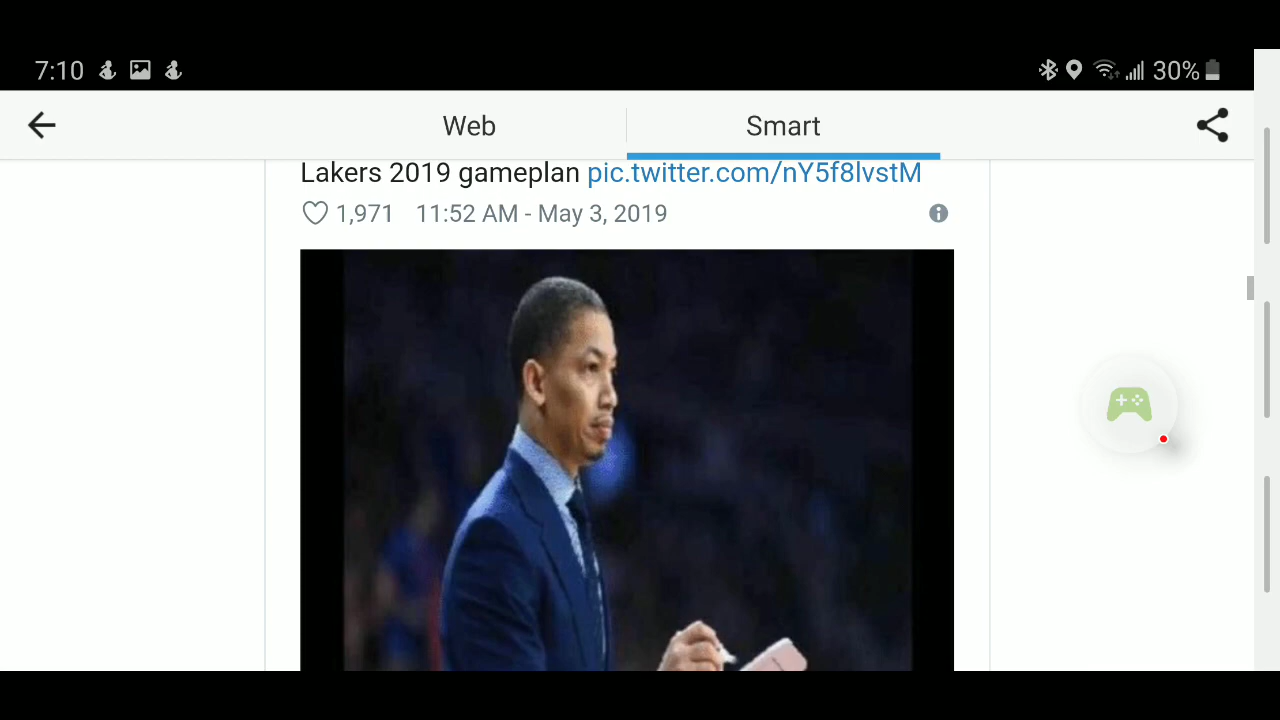 7:10
30%
Web
Smart
Lakers 2019 gameplan pic.twitter.com/nY5f8lvstM
1,971 11:52 AM - May 3, 2019